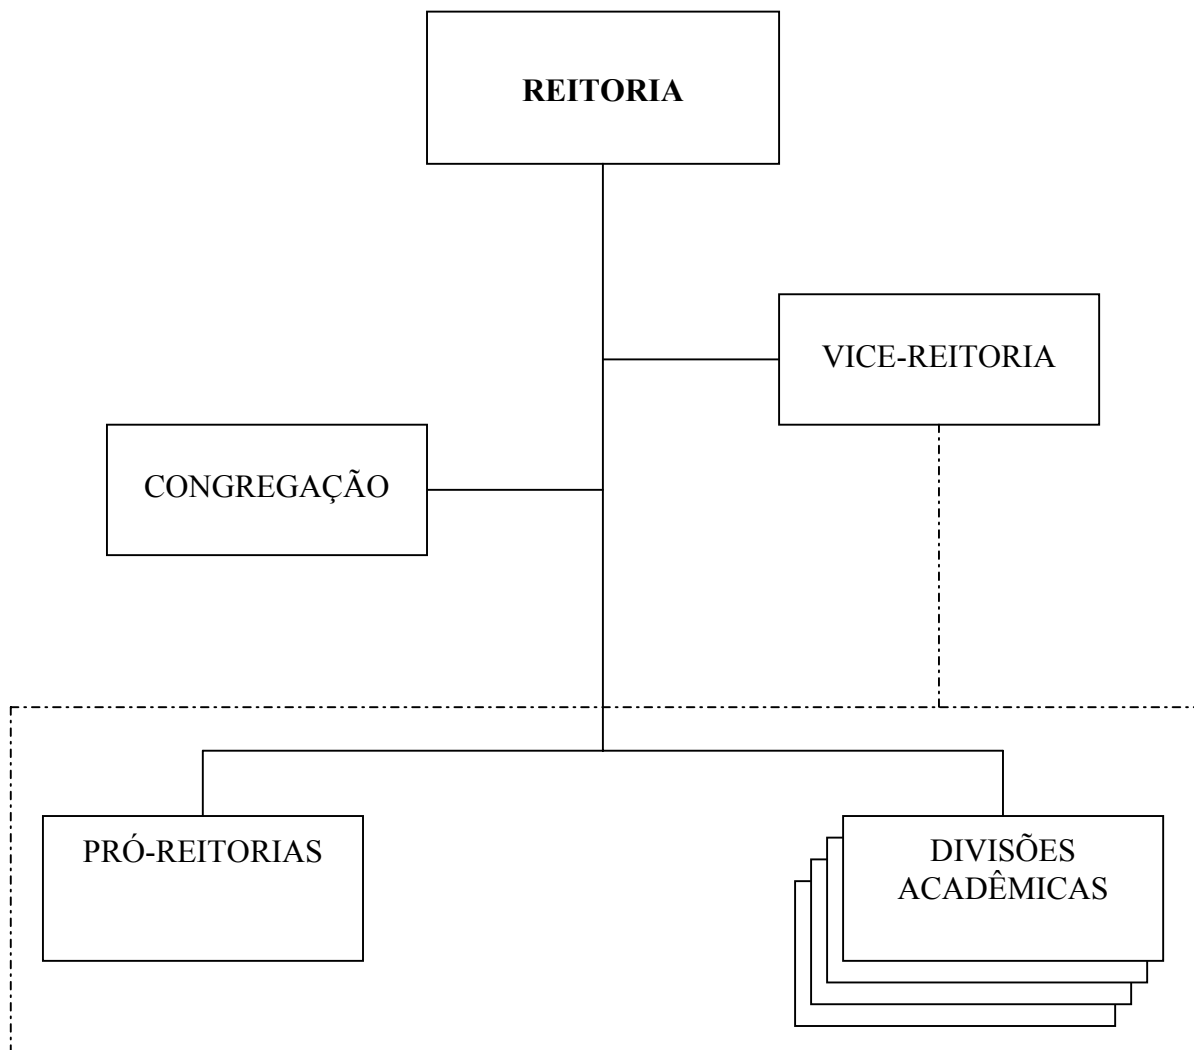 REITORIA
VICE-REITORIA
CONGREGAÇÃO
PRÓ-REITORIAS
DIVISÕES
ACADÊMICAS